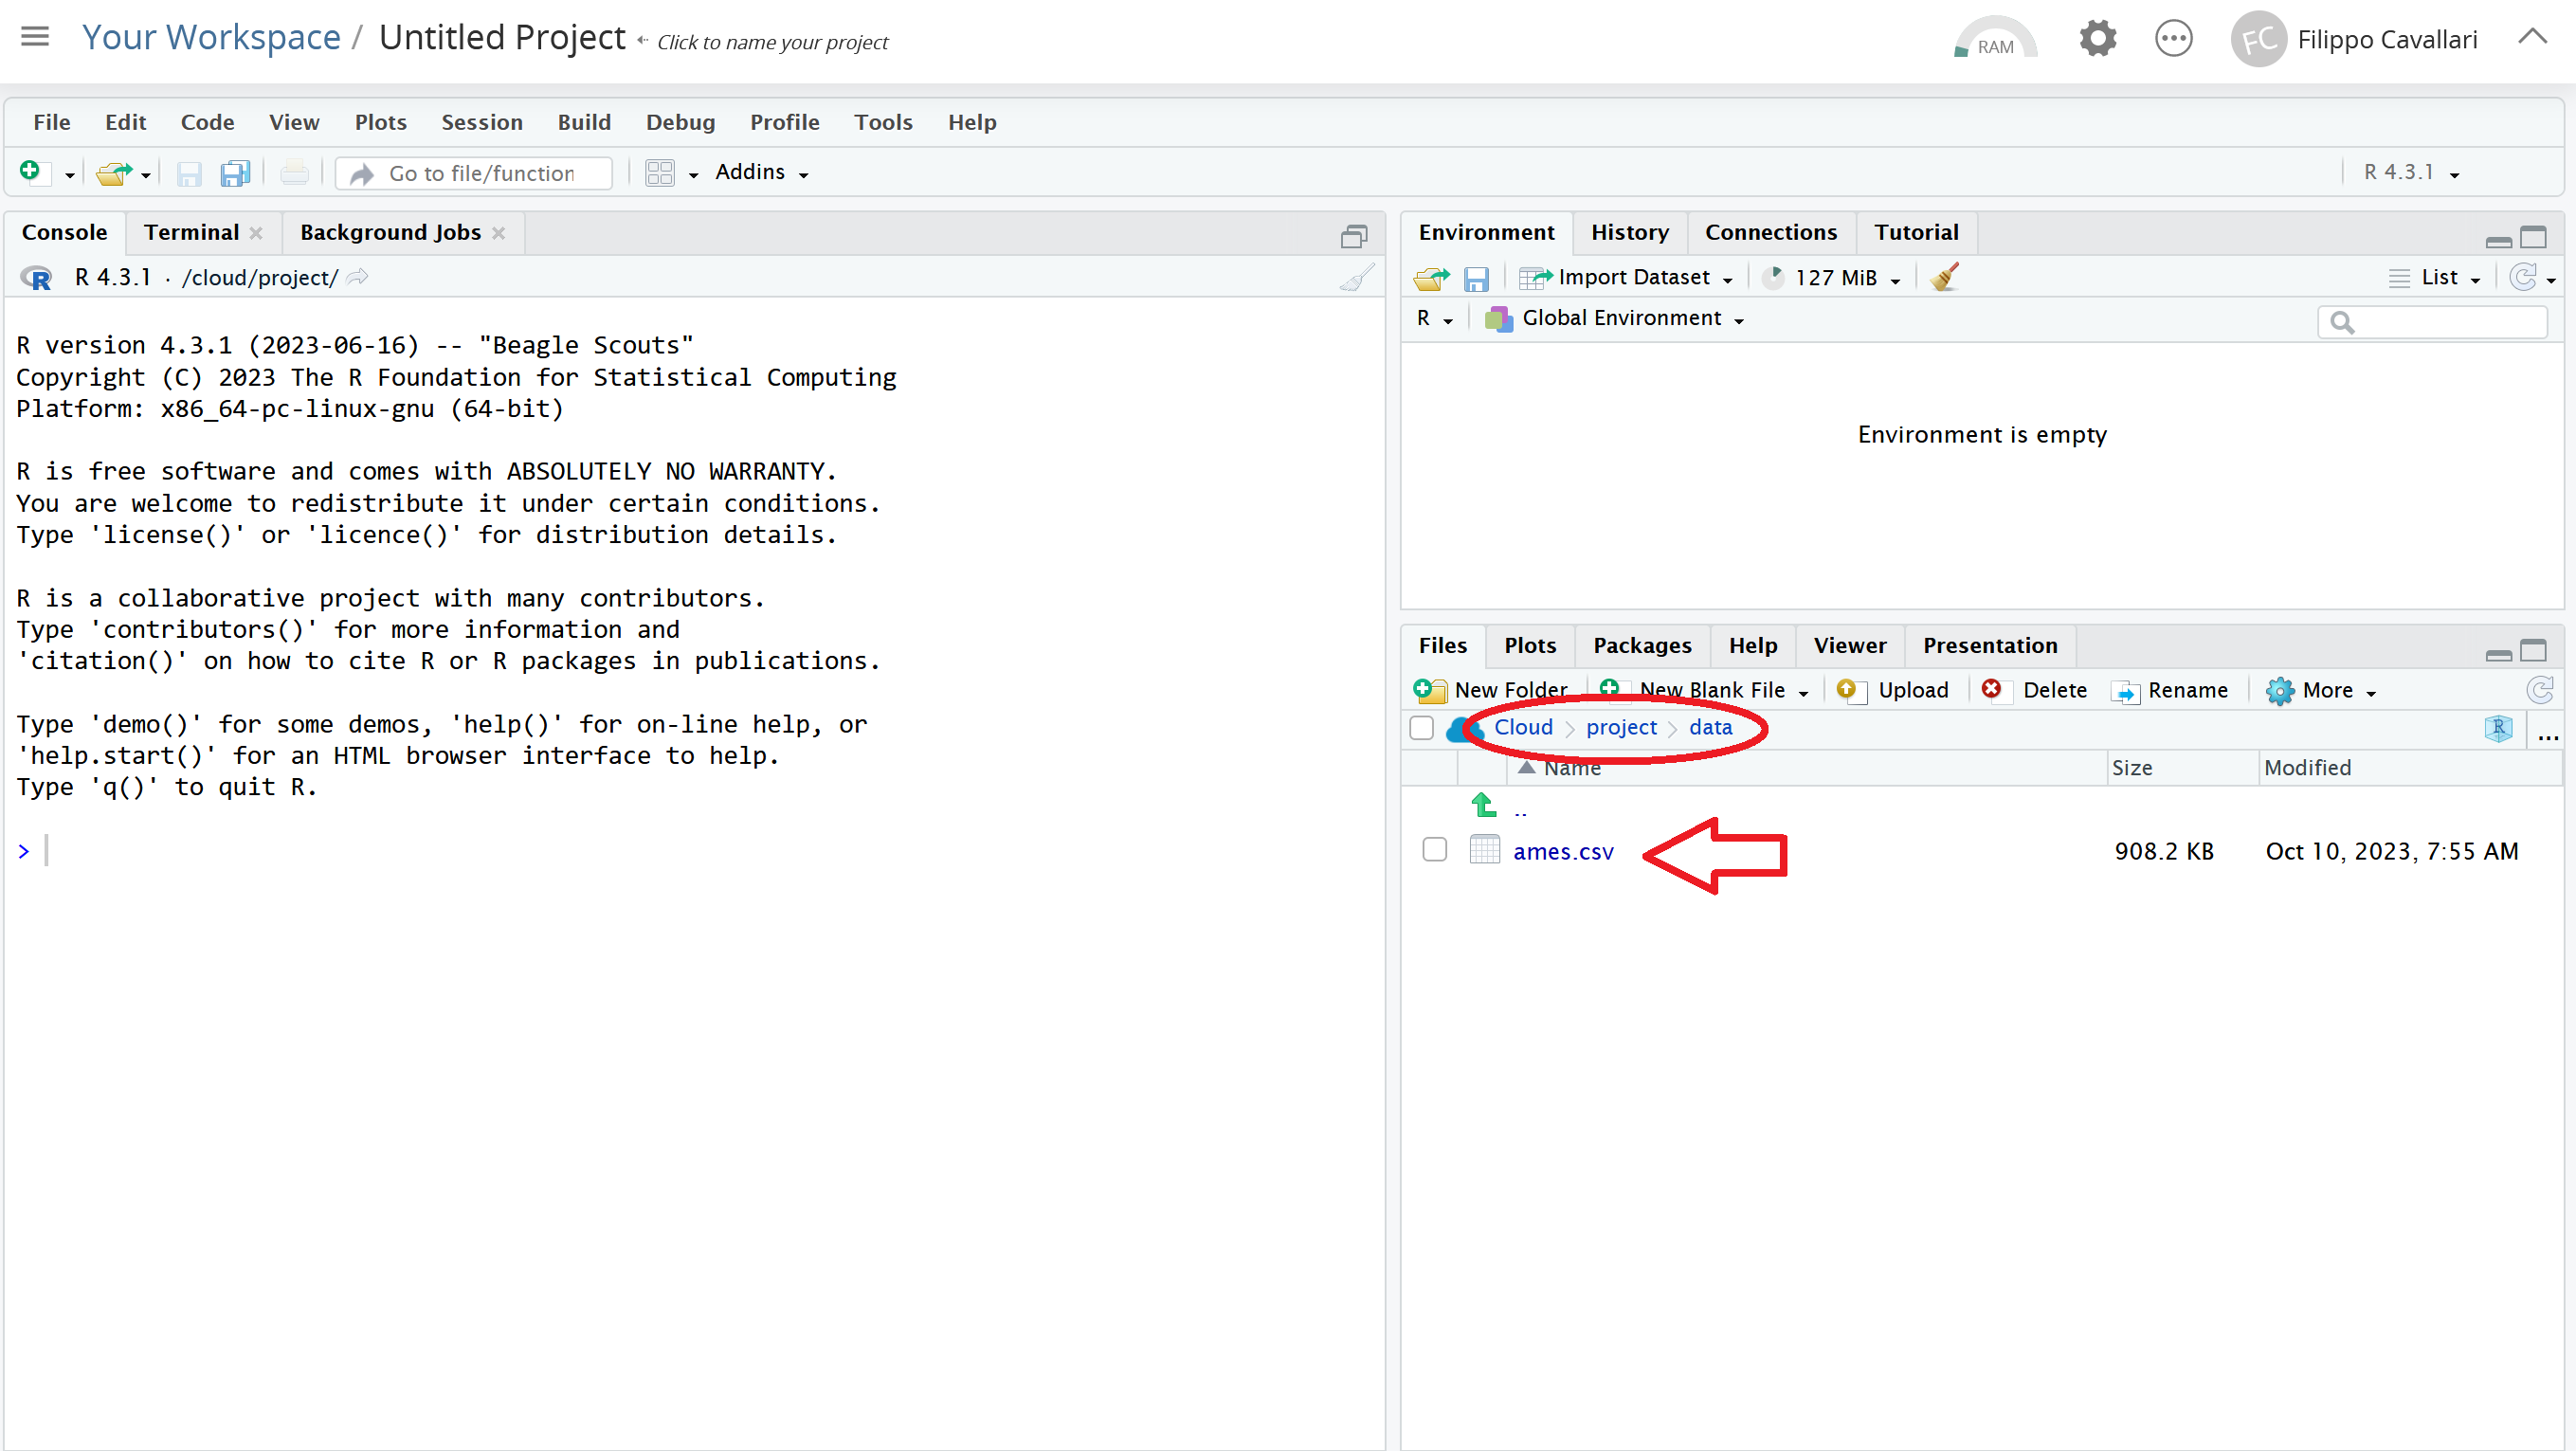 Your Workspace / Untitled Project Click to name your project
RAM
FC Filippo Cavallari
File Edit Code View Plots Session Build Debug Profile Tools Help
Go to file/function Addins R 4.3.1
Console Terminal Background Jobs
R 4.3.1 · /cloud/project/
R version 4.3.1 (2023-06-16) -- "Beagle Scouts"
Copyright (C) 2023 The R Foundation for Statistical Computing
Platform: x86_64-pc-linux-gnu (64-bit)
R is free software and comes with ABSOLUTELY NO WARRANTY.
You are welcome to redistribute it under certain conditions.
Type 'license()' or 'licence()' for distribution details.
R is a collaborative project with many contributors.
Type 'contributors()' for more information and
'citation()' on how to cite R or R packages in publications.
Type 'demo()' for some demos, 'help()' for on-line help, or
'help.start()' for an HTML browser interface to help.
Type 'q()' to quit R.
>
Environment History Connections Tutorial
Import Dataset 127 MiB List
R Global Environment
Environment is empty
Files Plots Packages Help Viewer Presentation
New Folder New Blank File Upload Delete Rename More
Cloud project data R ...
Name Size Modified
..
ames.csv 908.2 KB Oct 10, 2023, 7:55 AM